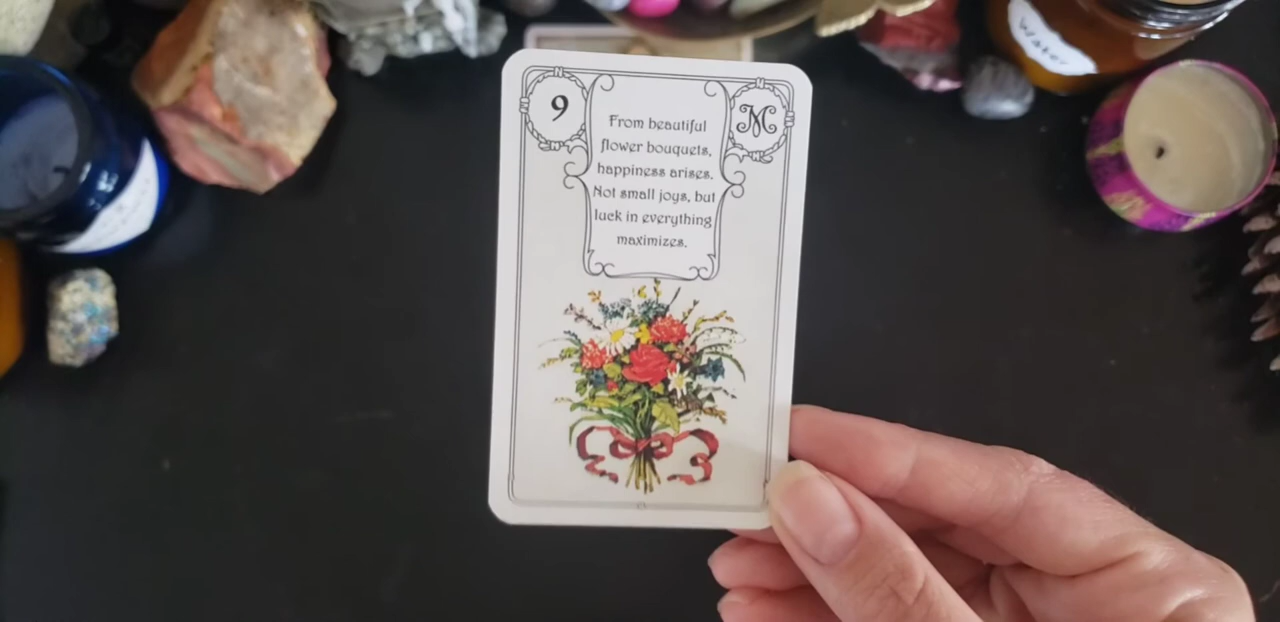 Water
9
M
From beautiful
flower bouquets,
happiness arises.
Not small joys, but
luck in everything
maximizes.